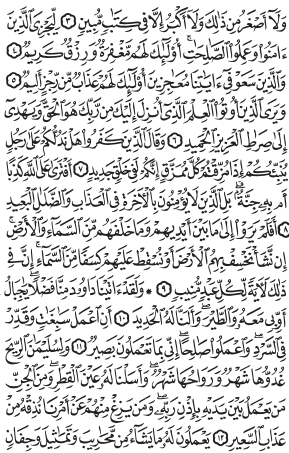 وَلَآ أَصْغَرُ مِن ذَٰلِكَ وَلَآ أَكْبَرُ إِلَّا فِى كِتَٰبٍ مُّبِينٍ ٣ لِّيَجْزِىَ ٱلَّذِينَ
ءَامَنُوا۟ وَعَمِلُوا۟ ٱلصَّٰلِحَٰتِ أُو۟لَٰٓئِكَ لَهُم مَّغْفِرَةٌ وَرِزْقٌ كَرِيمٌ ٤
وَٱلَّذِينَ سَعَوْ فِىٓ ءَايَٰتِنَا مُعَٰجِزِينَ أُو۟لَٰٓئِكَ لَهُمْ عَذَابٌ مِّن رِّجْزٍ أَلِيمٌ ٥
وَيَرَى ٱلَّذِينَ أُوتُوا۟ ٱلْعِلْمَ ٱلَّذِىٓ أُنزِلَ إِلَيْكَ مِن رَّبِّكَ هُوَ ٱلْحَقَّ وَيَهْدِىٓ
إِلَىٰ صِرَٰطِ ٱلْعَزِيزِ ٱلْحَمِيدِ ٦ وَقَالَ ٱلَّذِينَ كَفَرُوا۟ هَلْ نَدُلُّكُمْ عَلَىٰ رَجُلٍ
يُنَبِّئُكُمْ إِذَا مُزِّقْتُمْ كُلَّ مُمَزَّقٍ إِنَّكُمْ لَفِى خَلْقٍ جَدِيدٍ ٧ أَفْتَرَىٰ عَلَى ٱللَّهِ كَذِبًا
أَم بِهِۦ جِنَّةٌۢ بَلِ ٱلَّذِينَ لَا يُؤْمِنُونَ بِٱلْءَاخِرَةِ فِى ٱلْعَذَابِ وَٱلضَّلَٰلِ ٱلْبَعِيدِ
٨ أَفَلَمْ يَرَوْا۟ إِلَىٰ مَا بَيْنَ أَيْدِيهِمْ وَمَا خَلْفَهُم مِّنَ ٱلسَّمَآءِ وَٱلْأَرْضِ
إِن نَّشَأْ نَخْسِفْ بِهِمُ ٱلْأَرْضَ أَوْ نُسْقِطْ عَلَيْهِمْ كِسَفًا مِّنَ ٱلسَّمَآءِ إِنَّ فِى
ذَٰلِكَ لَءَايَةً لِّكُلِّ عَبْدٍ مُّنِيبٍ ٩ ۞ وَلَقَدْ ءَاتَيْنَا دَاوُۥدَ مِنَّا فَضْلًا يَٰجِبَالُ
أَوِّبِى مَعَهُۥ وَٱلطَّيْرَ وَأَلَنَّا لَهُ ٱلْحَدِيدَ ١٠ أَنِ ٱعْمَلْ سَٰبِغَٰتٍ وَقَدِّرْ
فِى ٱلسَّرْدِ وَٱعْمَلُوا۟ صَٰلِحًا إِنِّى بِمَا تَعْمَلُونَ بَصِيرٌ ١١ وَلِسُلَيْمَٰنَ ٱلرِّيحَ
غُدُوُّهَا شَهْرٌ وَرَوَاحُهَا شَهْرٌ وَأَسَلْنَا لَهُۥ عَيْنَ ٱلْقِطْرِ وَمِنَ ٱلْجِنِّ
مَن يَعْمَلُ بَيْنَ يَدَيْهِ بِإِذْنِ رَبِّهِۦ وَمَن يَزِغْ مِنْهُمْ عَنْ أَمْرِنَا نُذِقْهُ مِنْ
عَذَابِ ٱلسَّعِيرِ ١٢ يَعْمَلُونَ لَهُۥ مَا يَشَآءُ مِن مَّحَٰرِيبَ وَتَمَٰثِيلَ وَجِفَانٍ